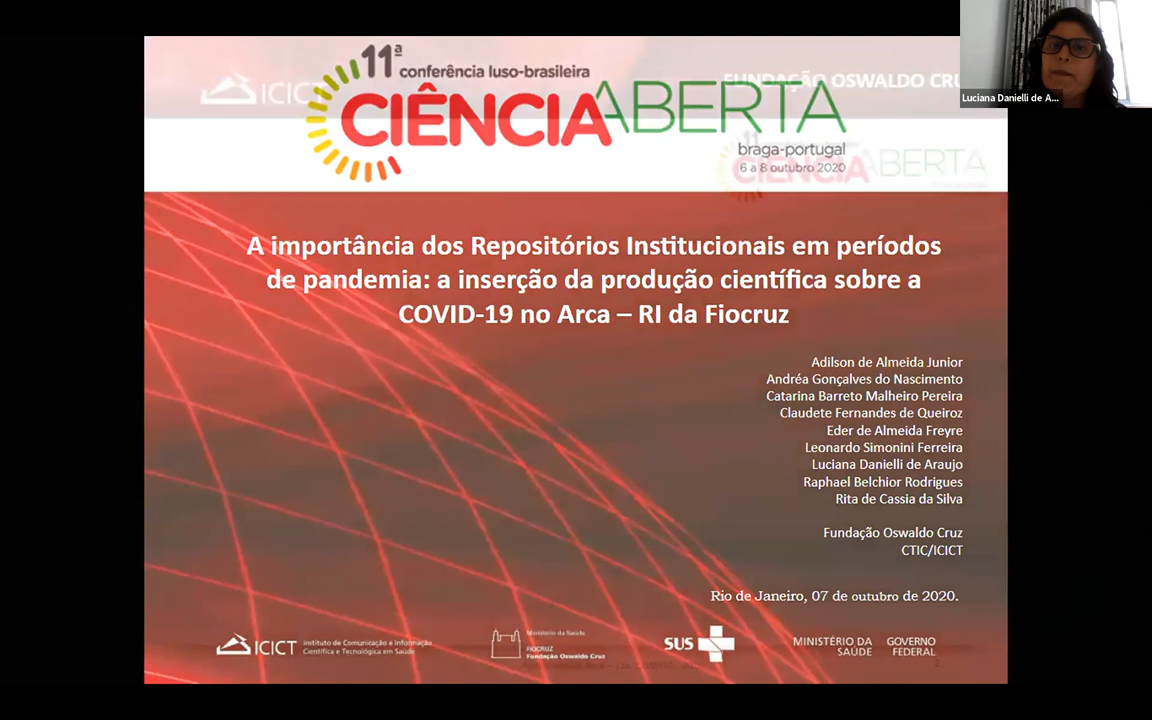 11ª
conferência luso-brasileira
CIÊNCIA ABERTA
braga-portugal
6 a 8 outubro 2020
ICICT
FUNDAÇÃO OSWALDO CRU
CIÊNCIA ABERTA
Luciana Danielli de A...
A importância dos Repositórios Institucionais em períodos
de pandemia: a inserção da produção científica sobre a
COVID-19 no Arca – RI da Fiocruz
Adilson de Almeida Junior
Andréa Gonçalves do Nascimento
Catarina Barreto Malheiro Pereira
Claudete Fernandes de Queiroz
Eder de Almeida Freyre
Leonardo Simonini Ferreira
Luciana Danielli de Araujo
Raphael Belchior Rodrigues
Rita de Cassia da Silva
Fundação Oswaldo Cruz
CTIC/ICICT
Rio de Janeiro, 07 de outubro de 2020.
ICICT
Instituto de Comunicação e Informação
Científica e Tecnológica em Saúde
Ministério da Saúde
FIOCRUZ
Fundação Oswaldo Cruz
SUS
MINISTÉRIO DA
SAÚDE
GOVERNO
FEDERAL
2